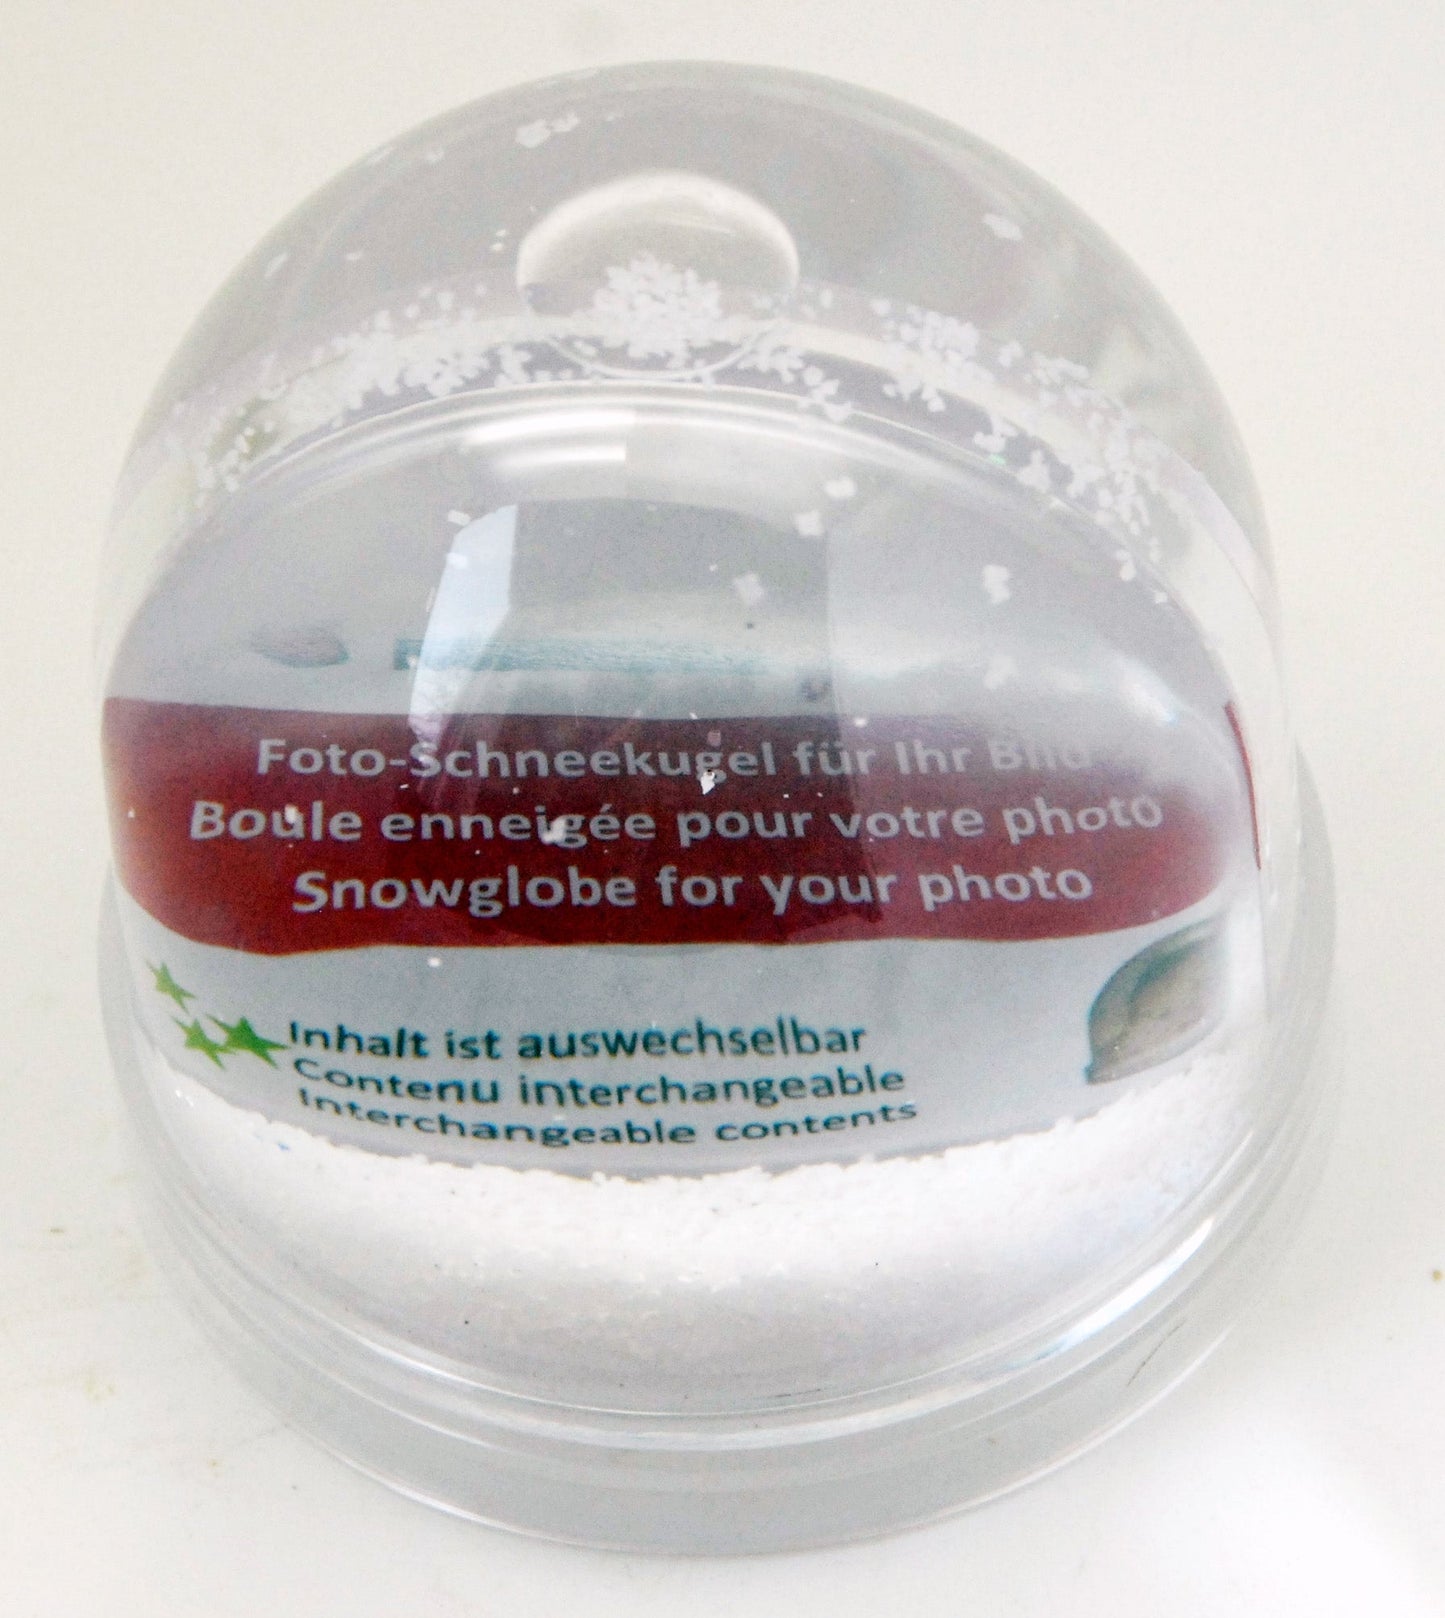 Foto-Schneekugel für Ihr Bild
Boule enneigée pour votre photo
Snowglobe for your photo
Inhalt ist auswechselbar
Contenu interchangeable
Interchangeable contents